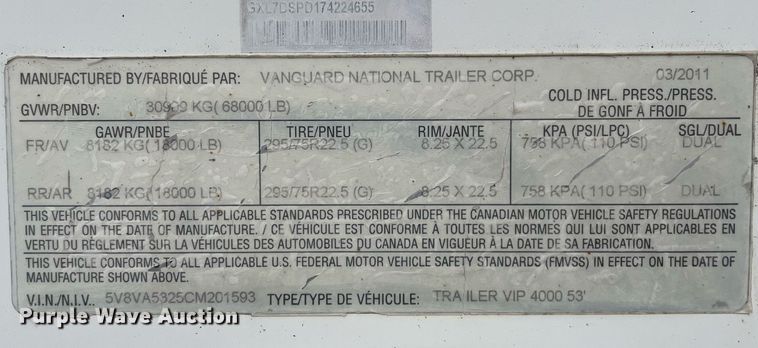 GXL7DSPD174224655
MANUFACTURED BY/FABRIQUÉ PAR: VANGUARD NATIONAL TRAILER CORP. 03/2011
GVWR/PNBV: 30909 KG( 68000 LB) COLD INFL. PRESS./PRESS. DE GONF À FROID
GAWR/PNBE TIRE/PNEU RIM/JANTE KPA (PSI/LPC) SGL/DUAL
FR/AV 8182 KG( 18000 LB) 295/75R22.5 (G) 8.25 X 22.5 758 KPA( 110 PSI) DUAL
RR/AR 8182 KG( 18000 LB) 295/75R22.5 (G) 8.25 X 22.5 758 KPA( 110 PSI) DUAL
THIS VEHICLE CONFORMS TO ALL APPLICABLE STANDARDS PRESCRIBED UNDER THE CANADIAN MOTOR VEHICLE SAFETY REGULATIONS
IN EFFECT ON THE DATE OF MANUFACTURE. / CE VÉHICULE EST CONFORME À TOUTES LES NORMES QUI LUI SONT APPLICABLES EN
VERTU DU RÈGLEMENT SUR LA VÉHICULES DES AUTOMOBILES DU CANADA EN VIGUEUR À LA DATE DE SA FABRICATION.
THIS VEHICLE CONFORMS TO ALL APPLICABLE U.S. FEDERAL MOTOR VEHICLE SAFETY STANDARDS (FMVSS) IN EFFECT ON THE DATE OF
MANUFACTURE SHOWN ABOVE.
V.I.N./N.I.V.. 5V8VA5325CM201593 TYPE/TYPE DE VÉHICULE: TRAILER VIP 4000 53'
Purple Wave Auction